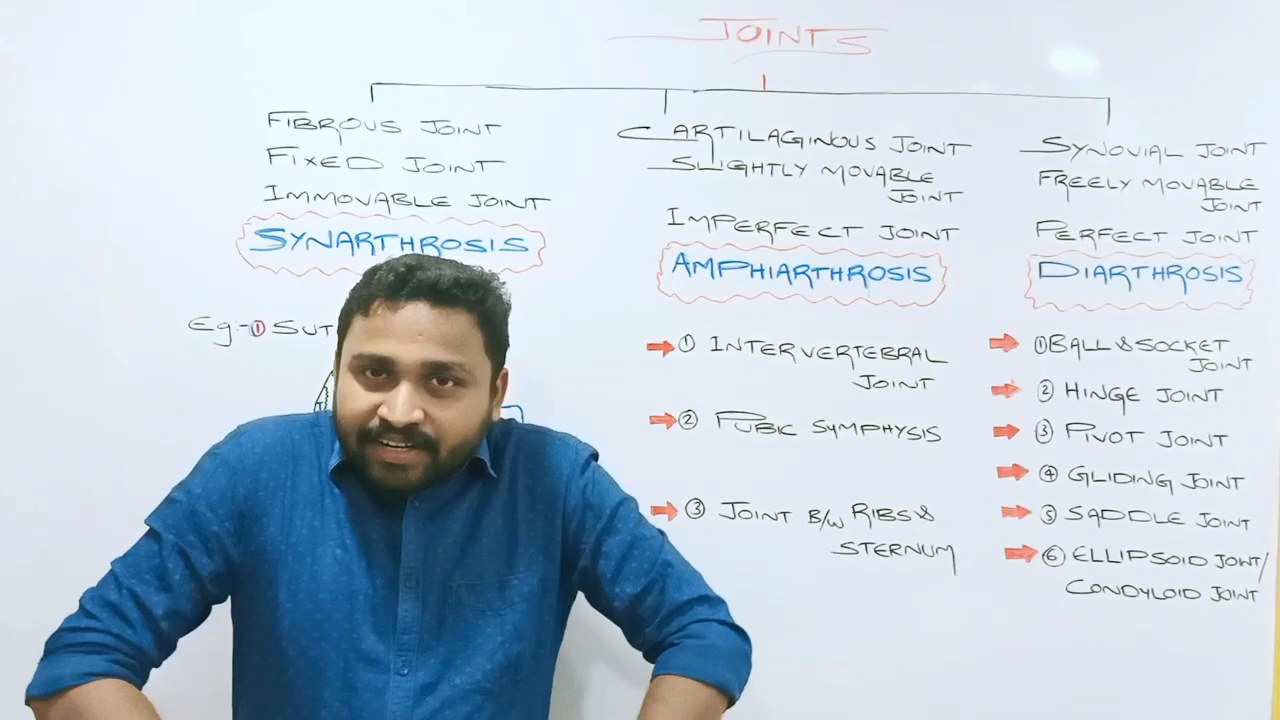 JOINTS
FIBROUS JOINT
FIXED JOINT
IMMOVABLE JOINT
SYNARTHROSIS
Eg:- ① SUT
CARTILAGINOUS JOINT
SLIGHTLY MOVABLE
JOINT
IMPERFECT JOINT
AMPHIARTHROSIS
① INTERVERTEBRAL
JOINT
② PUBIC SYMPHYSIS
③ JOINT B/W RIBS &
STERNUM
SYNOVIAL JOINT
FREELY MOVABLE
JOINT
PERFECT JOINT
DIARTHROSIS
① BALL & SOCKET
JOINT
② HINGE JOINT
③ PIVOT JOINT
④ GLIDING JOINT
⑤ SADDLE JOINT
⑥ ELLIPSOID JOINT/
CONDYLOID JOINT